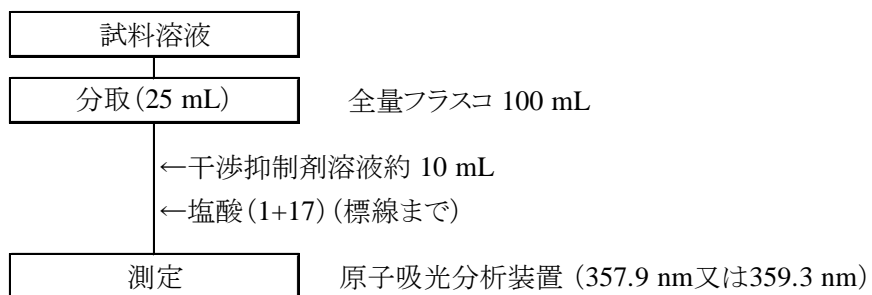 試料溶液
分取(25 mL) 全量フラスコ 100 mL
←干渉抑制剤溶液約 10 mL
←塩酸(1+17)(標線まで)
測定 原子吸光分析装置 (357.9 nm又は359.3 nm)